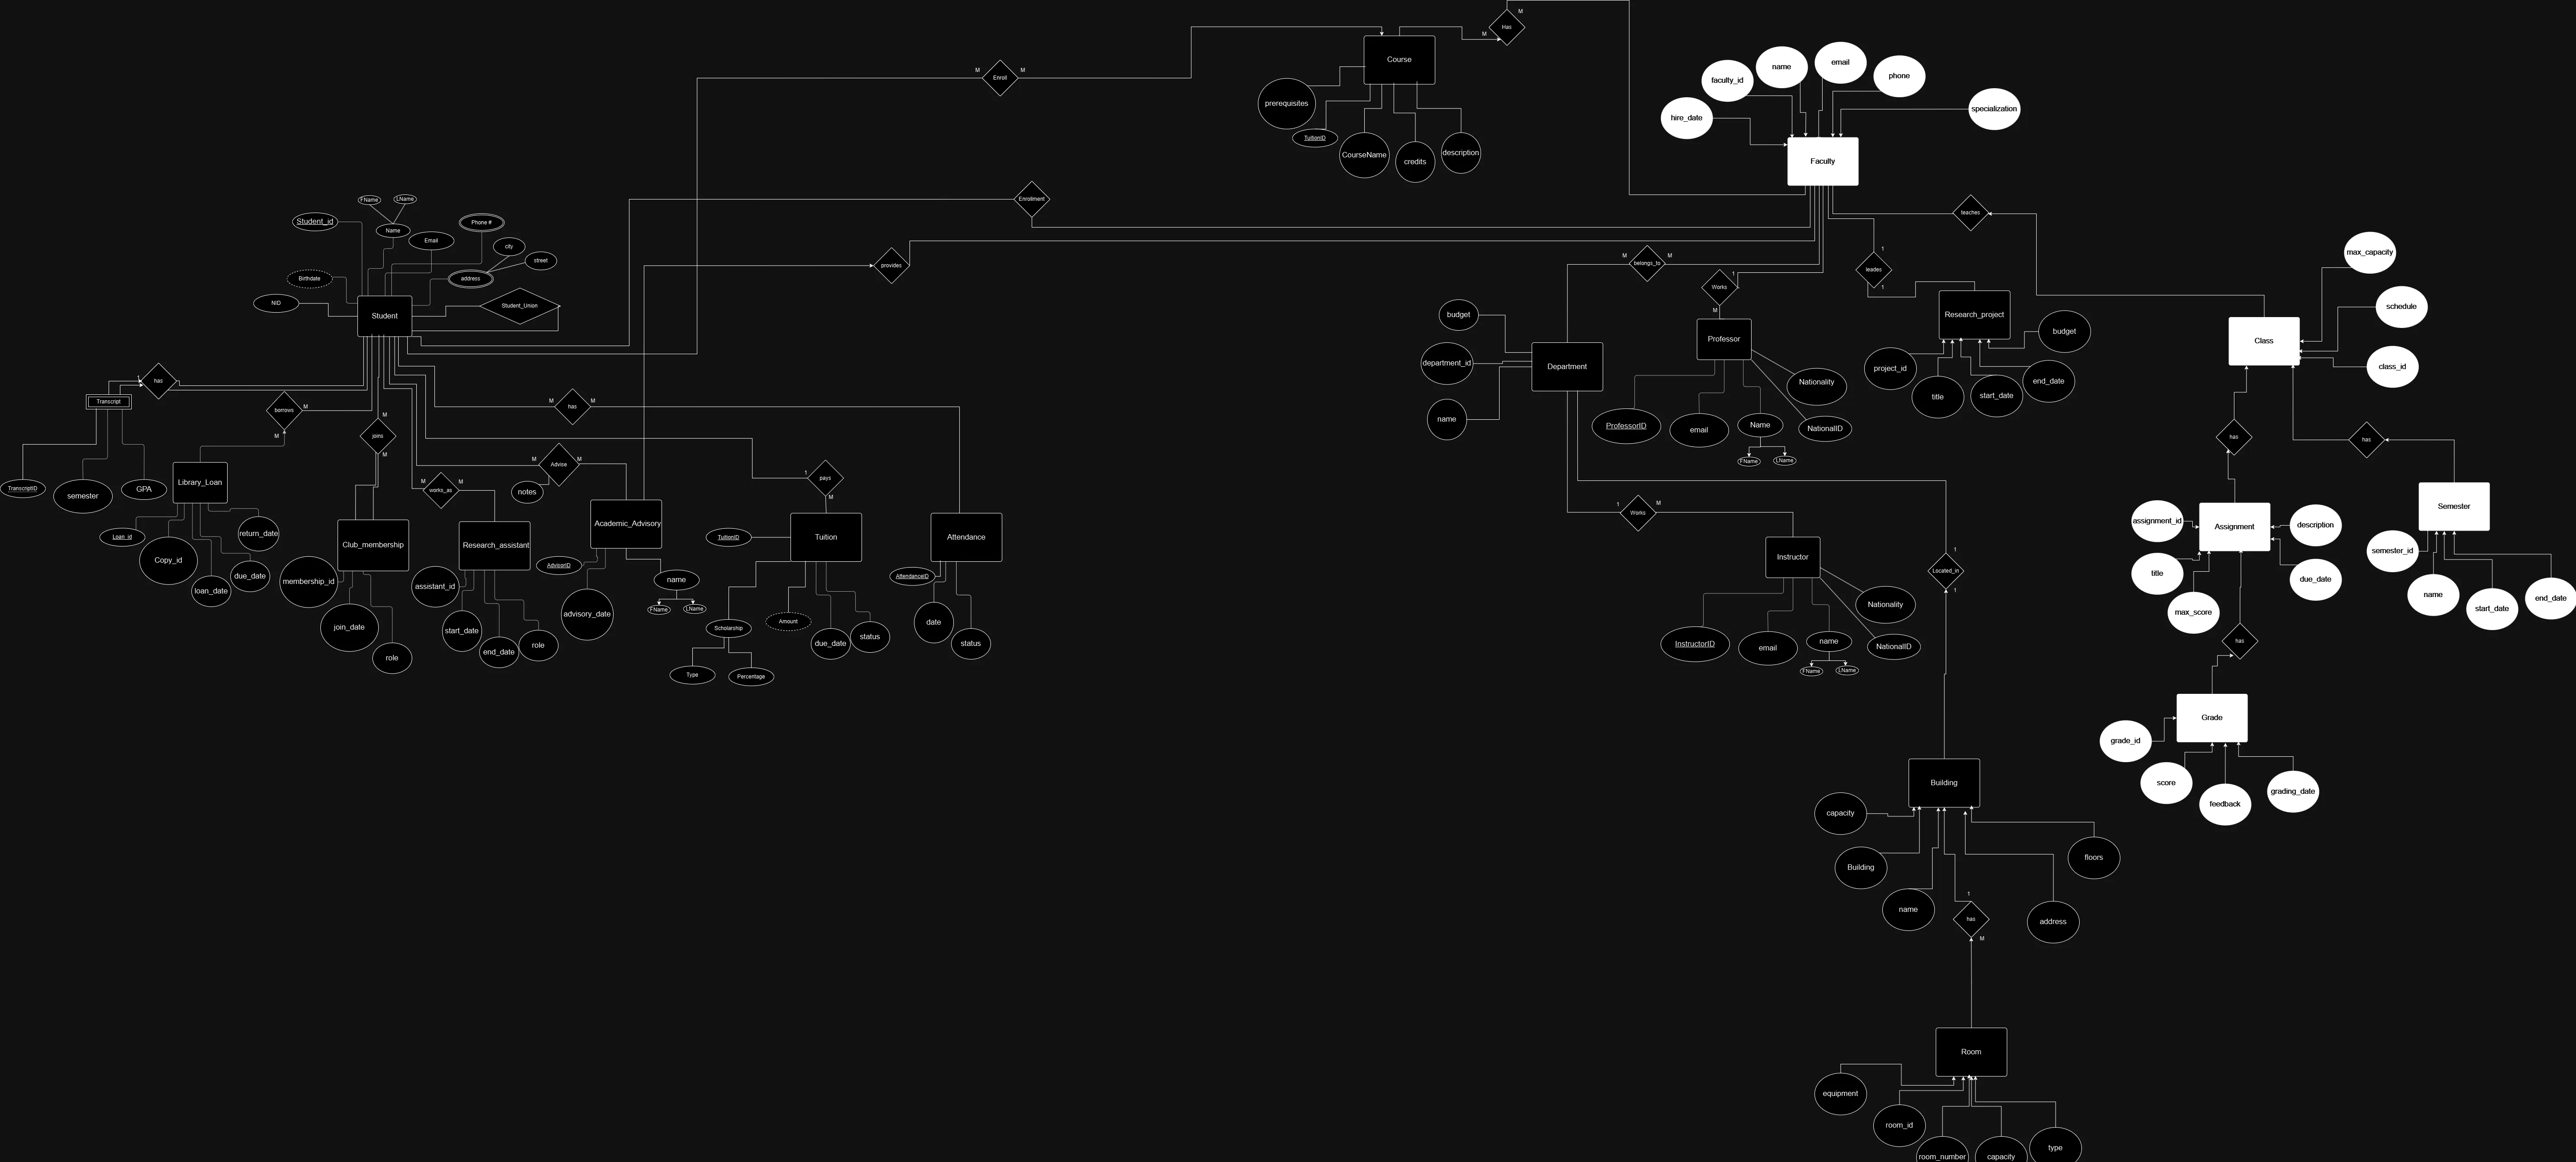 M
Has
M
Course
M
Enroll
M
prerequisites
TuitionID
CourseName
credits
description
faculty_id
name
email
phone
hire_date
specialization
Faculty
FName
LName
Student_id
Name
Phone #
Email
city
street
Birthdate
address
NID
Student_Union
Student
Enrollment
provides
teaches
M
belongs_to
M
1
Works
M
1
leades
1
max_capacity
schedule
class_id
Class
budget
department_id
name
Department
Professor
Nationality
ProfessorID
email
Name
NationalID
FName
LName
Research_project
budget
project_id
title
start_date
end_date
1
has
Transcript
TranscriptID
semester
GPA
borrows
M
M
Library_Loan
Loan_id
Copy_id
loan_date
due_date
return_date
M
joins
M
Club_membership
membership_id
join_date
role
M
works_as
M
Research_assistant
assistant_id
start_date
end_date
role
M
has
M
M
Advise
M
notes
Academic_Advisory
AdvisorID
advisory_date
name
FName
LName
1
pays
M
Tuition
TuitionID
Scholarship
Type
Percentage
Amount
due_date
status
Attendance
AttendanceID
date
status
1
Works
M
Instructor
Nationality
InstructorID
email
name
NationalID
FName
LName
1
Located_in
1
has
has
Semester
semester_id
name
start_date
end_date
Assignment
assignment_id
description
title
due_date
max_score
has
Grade
grade_id
score
feedback
grading_date
Building
capacity
Building
name
floors
address
1
has
M
Room
equipment
room_id
room_number
capacity
type